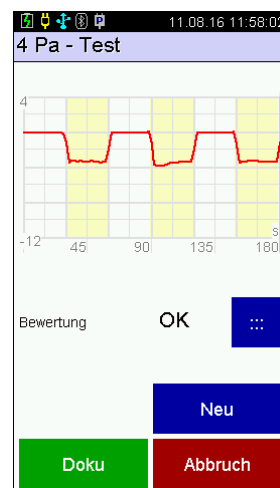 11.08.16 11:58:02
4 Pa - Test
4
s
-12 45 90 135 180
Bewertung OK :::
Neu
Doku Abbruch